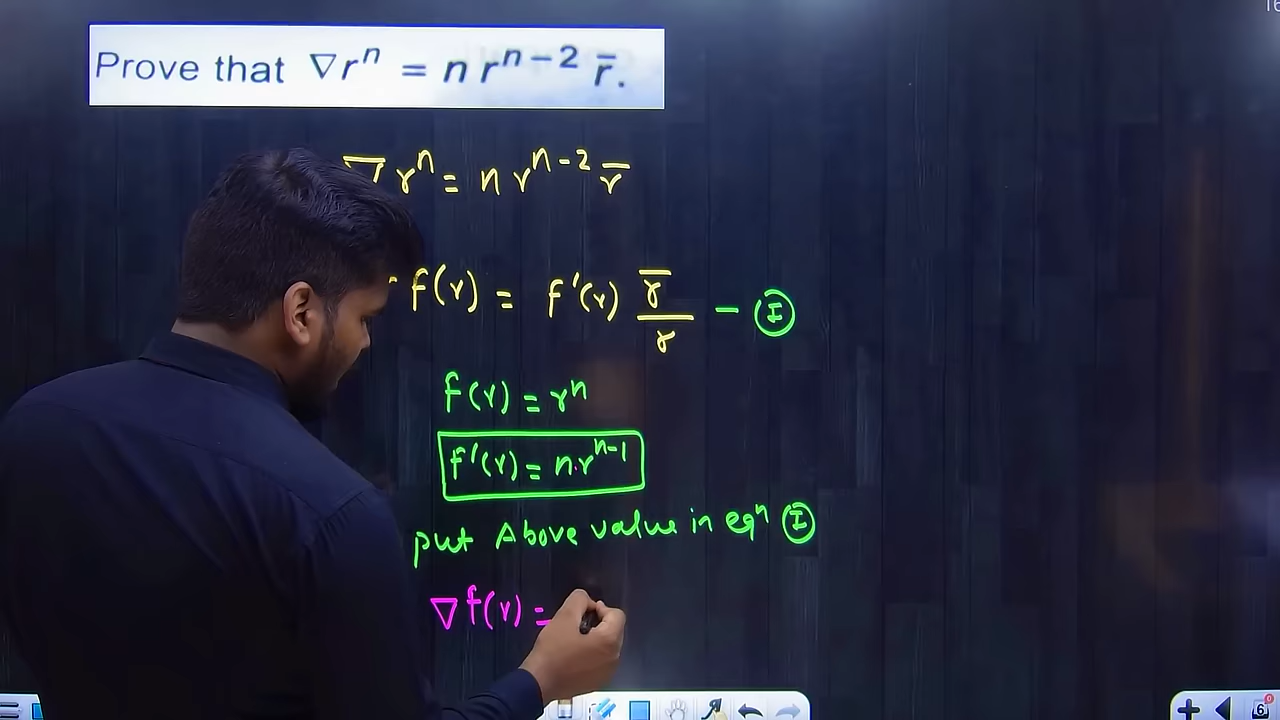 Prove that ∇rⁿ = n rⁿ⁻² r̄.
∇ rⁿ = n rⁿ⁻² r̄
f(r) = f'(r) r̄/r - Ⓘ
f(r) = rⁿ
f'(r) = n.rⁿ⁻¹
put Above value in eqⁿ Ⓘ
∇ f(r) =